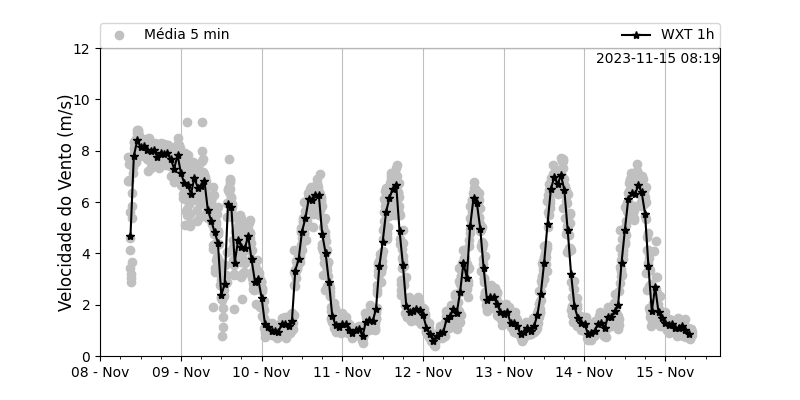 Média 5 min WXT 1h
2023-11-15 08:19
Velocidade do Vento (m/s)
12
10
8
6
4
2
0
08 - Nov 09 - Nov 10 - Nov 11 - Nov 12 - Nov 13 - Nov 14 - Nov 15 - Nov